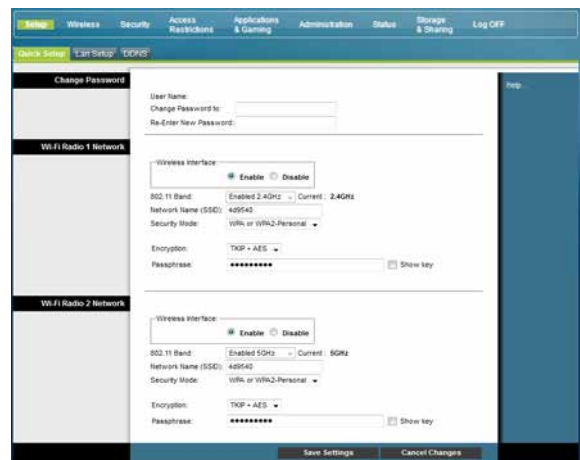 Setup Wireless Security Access Restrictions Applications & Gaming Administration Status Storage & Sharing Log OFF
Quick Setup Lan Setup DDNS
Change Password
help...
User Name:
Change Password to:
Re-Enter New Password:
Wi-Fi Radio 1 Network
Wireless Interface:
Enable Disable
802.11 Band: Enabled 2.4GHz Current : 2.4GHz
Network Name (SSID): 4d9540
Security Mode: WPA or WPA2-Personal
Encryption: TKIP + AES
Passphrase: ••••••••• Show key
Wi-Fi Radio 2 Network
Wireless Interface:
Enable Disable
802.11 Band: Enabled 5GHz Current : 5GHz
Network Name (SSID): 4d9540
Security Mode: WPA or WPA2-Personal
Encryption: TKIP + AES
Passphrase: ••••••••• Show key
Save Settings Cancel Changes